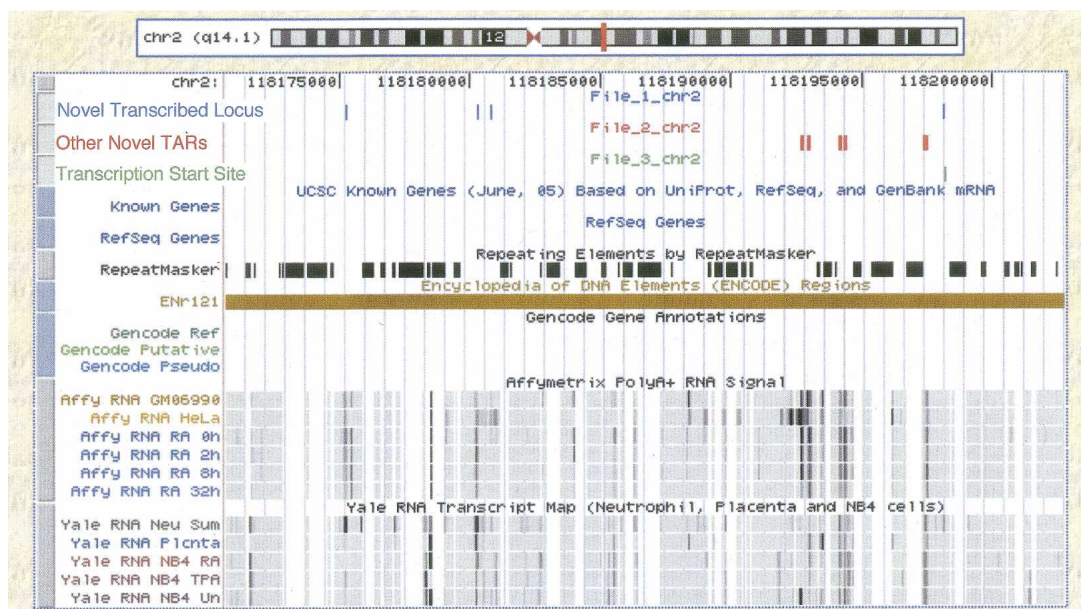 chr2 (q14.1) 12
chr2: 118175000| 118180000| 118185000| 118190000| 118195000| 118200000|
File_1_chr2
Novel Transcribed Locus
File_2_chr2
Other Novel TARs
File_3_chr2
Transcription Start Site
UCSC Known Genes (June, 05) Based on UniProt, RefSeq, and GenBank mRNA
Known Genes
RefSeq Genes
RefSeq Genes
Repeating Elements by RepeatMasker
RepeatMasker
Encyclopedia of DNA Elements (ENCODE) Regions
ENr121
Gencode Gene Annotations
Gencode Ref
Gencode Putative
Gencode Pseudo
Affymetrix PolyA+ RNA Signal
Affy RNA GM06990
Affy RNA HeLa
Affy RNA RA 0h
Affy RNA RA 2h
Affy RNA RA 8h
Affy RNA RA 32h
Yale RNA Transcript Map (Neutrophil, Placenta and NB4 cells)
Yale RNA Neu Sum
Yale RNA Plcnta
Yale RNA NB4 RA
Yale RNA NB4 TPA
Yale RNA NB4 Un